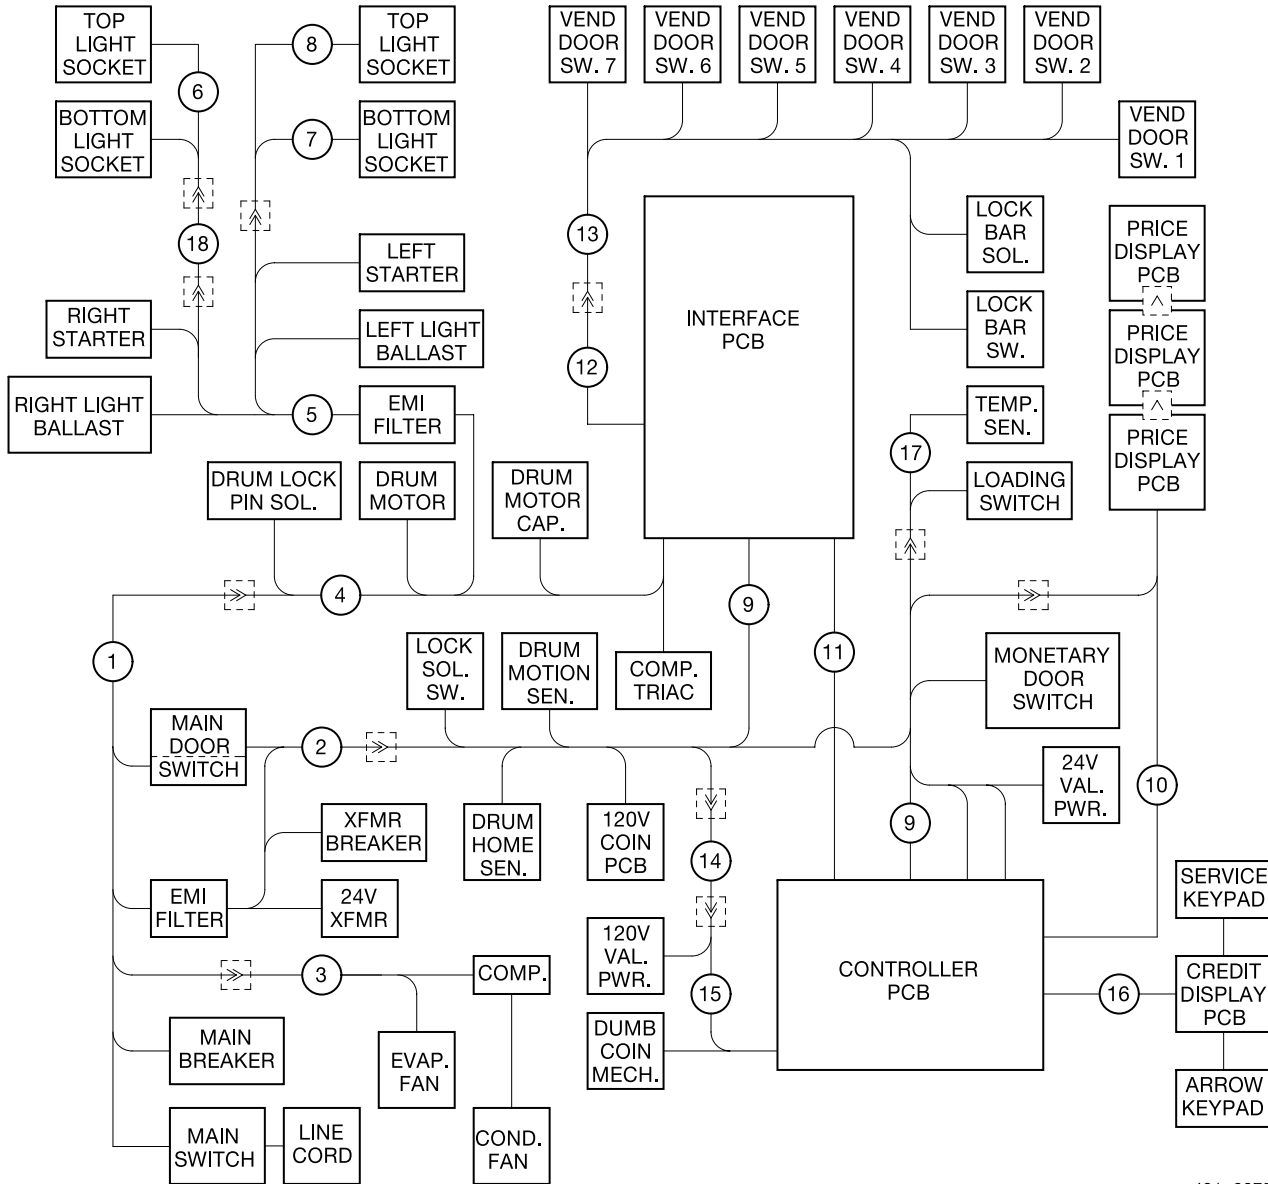 TOP
LIGHT
SOCKET
8
TOP
LIGHT
SOCKET
VEND
DOOR
SW. 7
VEND
DOOR
SW. 6
VEND
DOOR
SW. 5
VEND
DOOR
SW. 4
VEND
DOOR
SW. 3
VEND
DOOR
SW. 2
6
BOTTOM
LIGHT
SOCKET
7
BOTTOM
LIGHT
SOCKET
VEND
DOOR
SW. 1
18
13
LEFT
STARTER
LOCK
BAR
SOL.
PRICE
DISPLAY
PCB
RIGHT
STARTER
LEFT LIGHT
BALLAST
INTERFACE
PCB
LOCK
BAR
SW.
PRICE
DISPLAY
PCB
12
RIGHT LIGHT
BALLAST
5
EMI
FILTER
TEMP.
SEN.
17
PRICE
DISPLAY
PCB
DRUM LOCK
PIN SOL.
DRUM
MOTOR
DRUM
MOTOR
CAP.
LOADING
SWITCH
4
9
1
LOCK
SOL.
SW.
DRUM
MOTION
SEN.
COMP.
TRIAC
11
MONETARY
DOOR
SWITCH
MAIN
DOOR
SWITCH
2
24V
VAL.
PWR.
10
XFMR
BREAKER
DRUM
HOME
SEN.
120V
COIN
PCB
9
14
EMI
FILTER
24V
XFMR
SERVICE
KEYPAD
120V
VAL.
PWR.
3
COMP.
CONTROLLER
PCB
15
16
CREDIT
DISPLAY
PCB
MAIN
BREAKER
EVAP.
FAN
DUMB
COIN
MECH.
ARROW
KEYPAD
MAIN
SWITCH
LINE
CORD
COND.
FAN